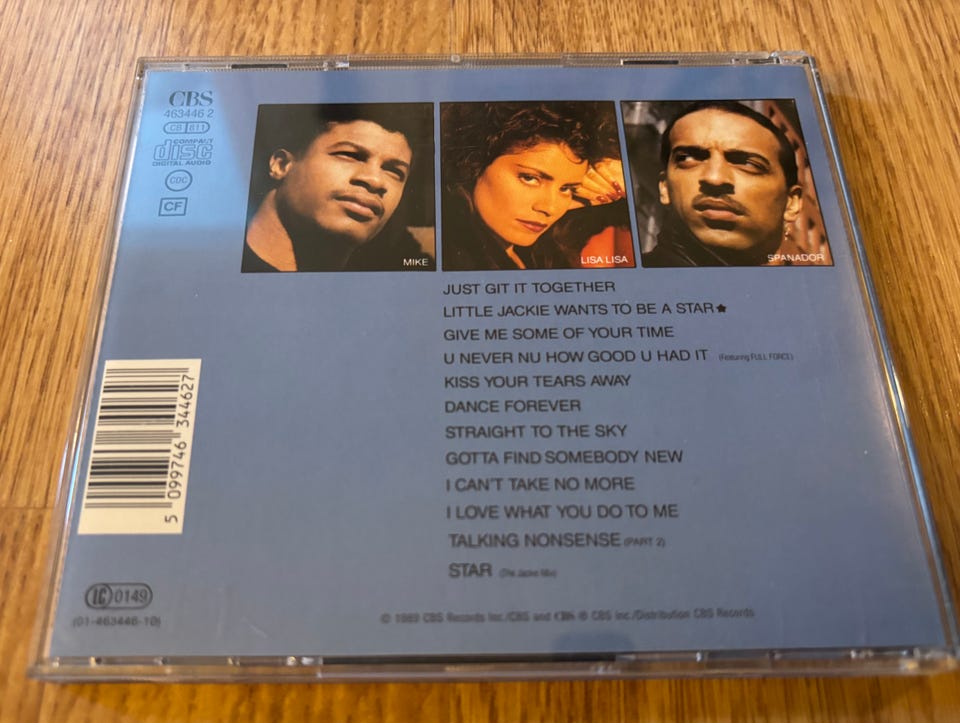 CBS
463446 2
CB 811
COMPACT
disc
DIGITAL AUDIO
CDC
CF
MIKE
LISA LISA
SPANADOR
JUST GIT IT TOGETHER
LITTLE JACKIE WANTS TO BE A STAR★
GIVE ME SOME OF YOUR TIME
U NEVER NU HOW GOOD U HAD IT (Featuring FULL FORCE)
KISS YOUR TEARS AWAY
DANCE FOREVER
STRAIGHT TO THE SKY
GOTTA FIND SOMEBODY NEW
I CAN'T TAKE NO MORE
I LOVE WHAT YOU DO TO ME
TALKING NONSENSE (PART 2)
STAR (The Jackie Mix)
5 099746 344627
LC 0149
(01-463446-10)
© 1989 CBS Records Inc./CBS and ℗ CBS Inc./Distribution CBS Records